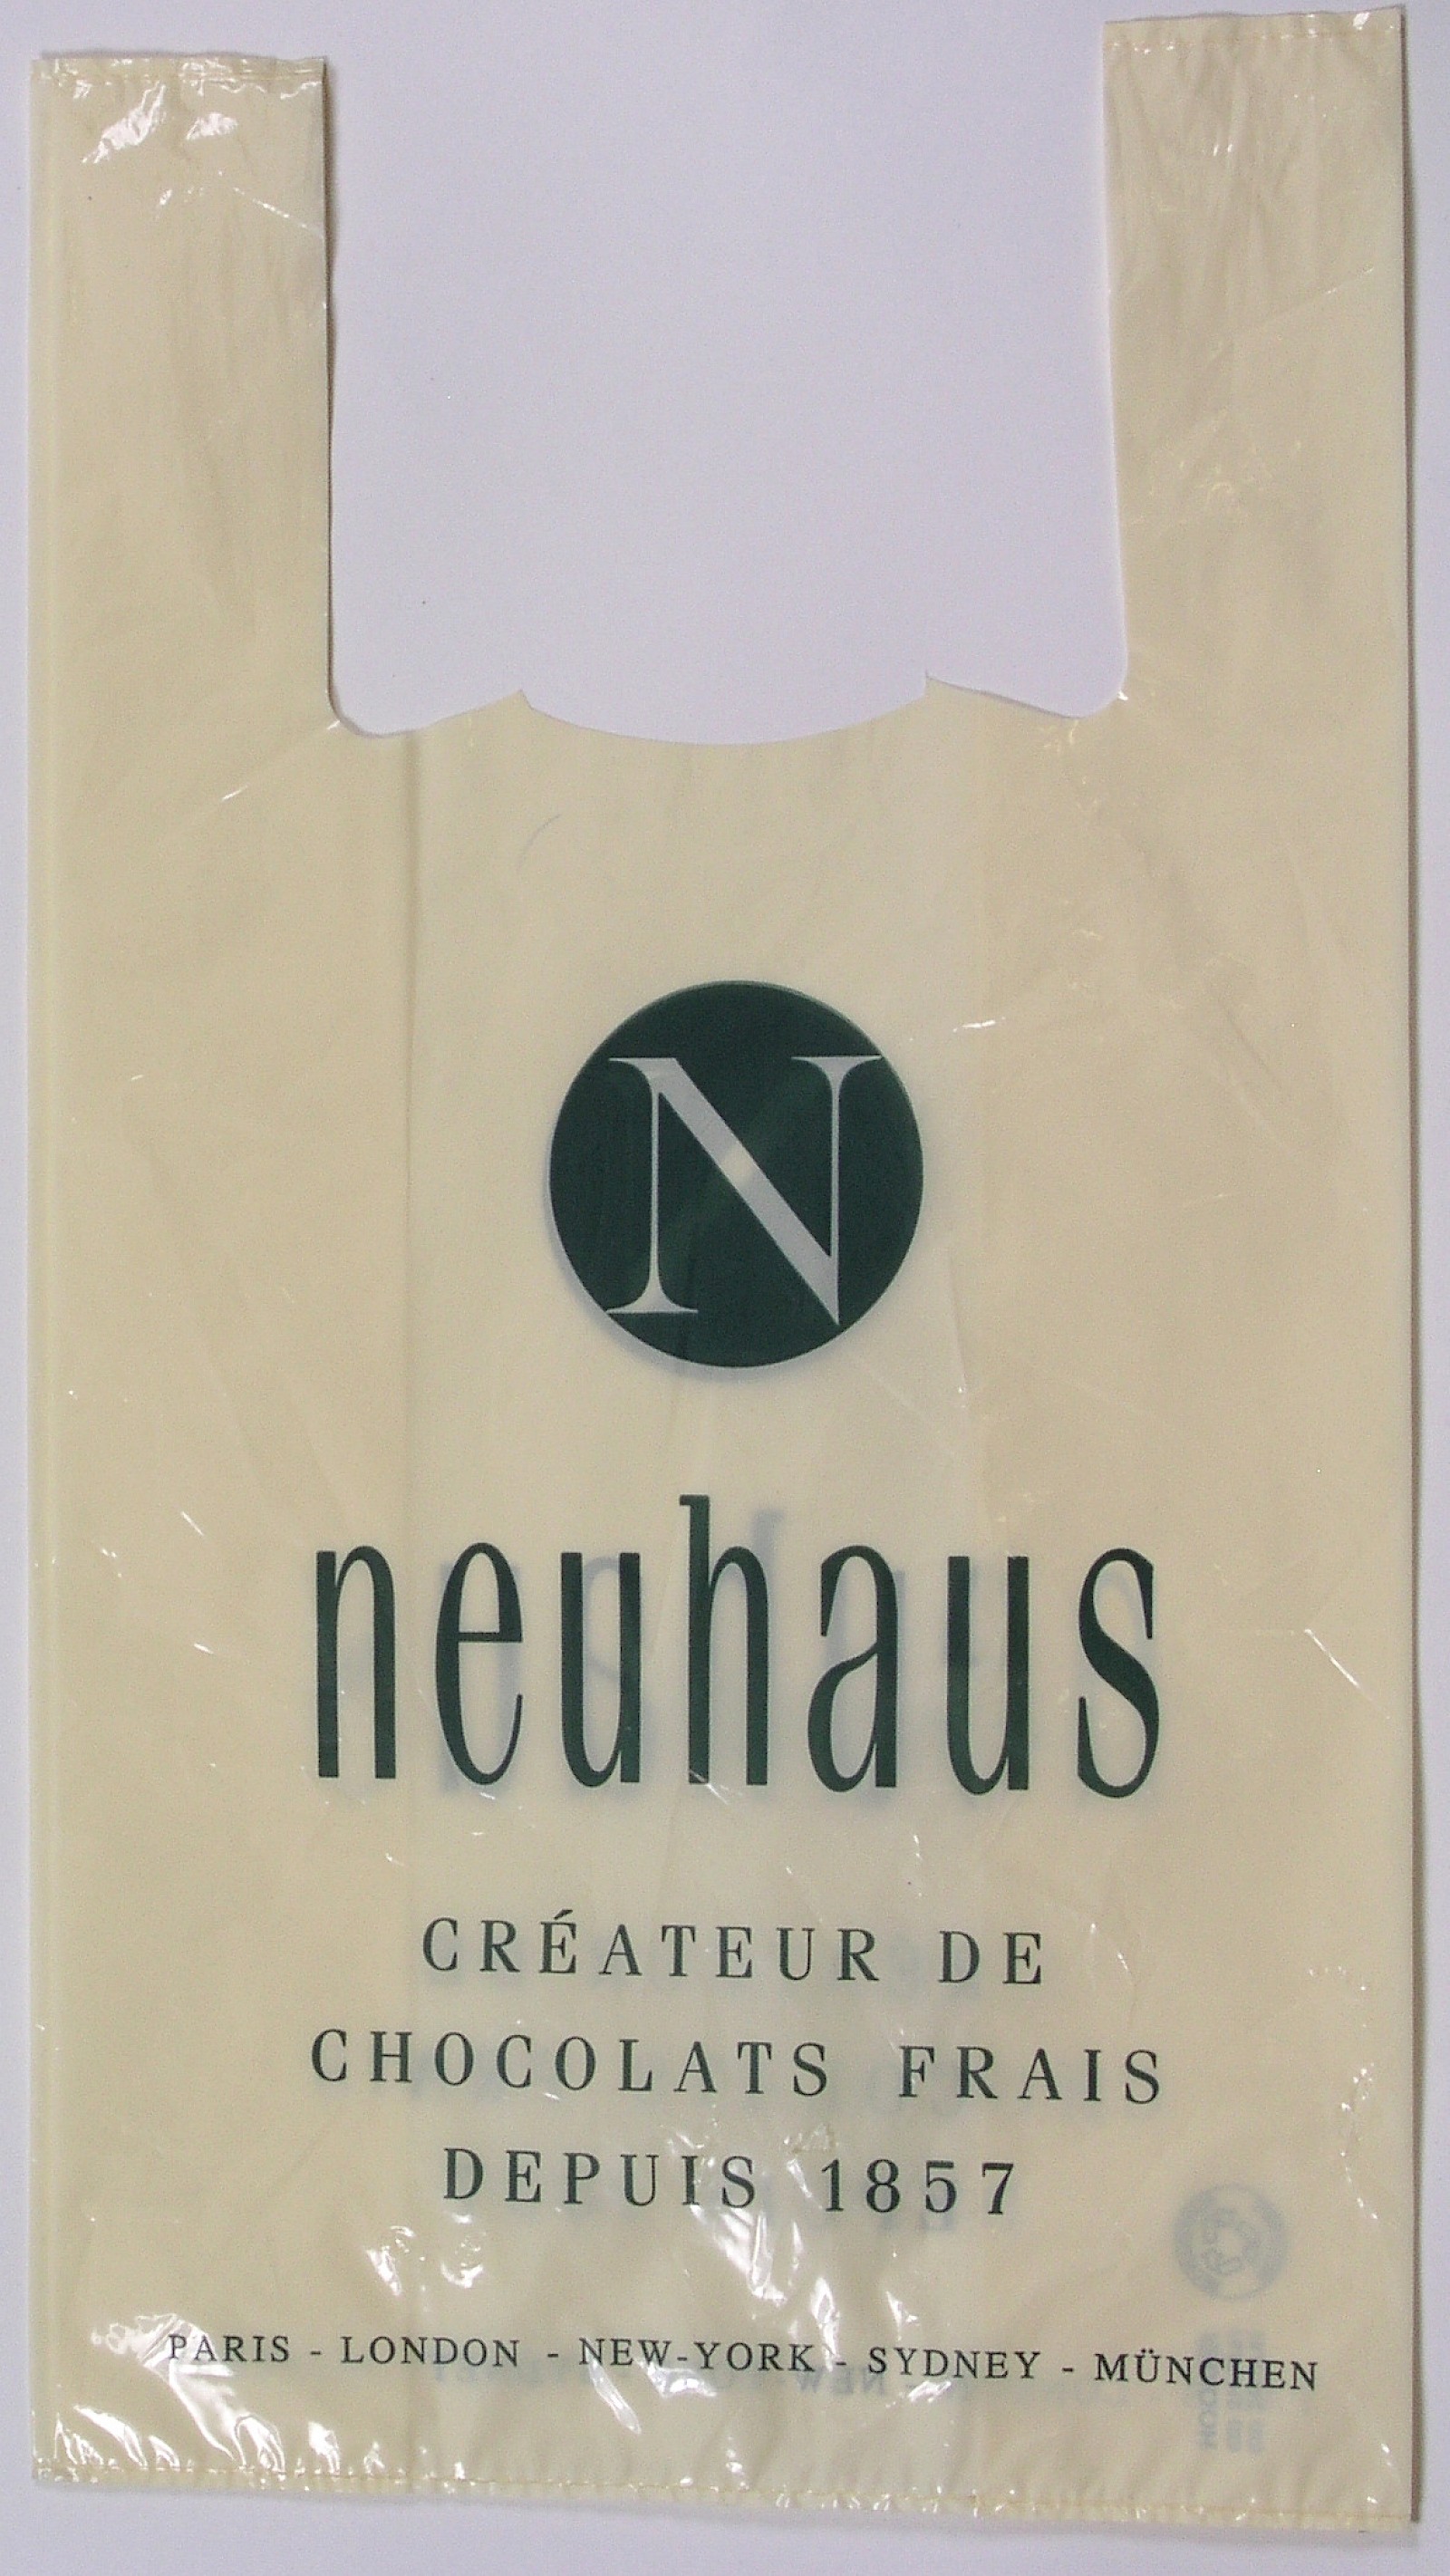 N
neuhaus
CRÉATEUR DE
CHOCOLATS FRAIS
DEPUIS 1857
PARIS - LONDON - NEW-YORK - SYDNEY - MÜNCHEN